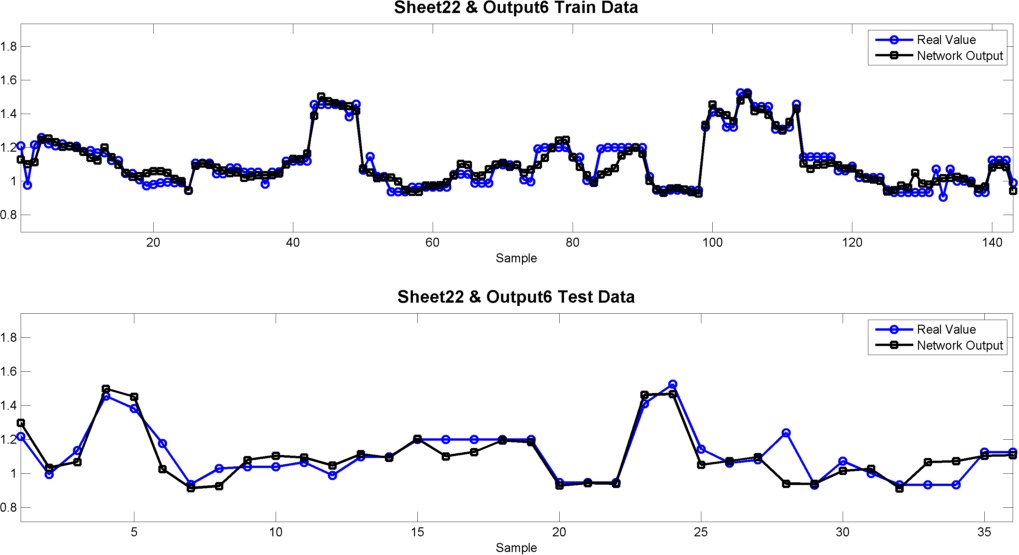 Sheet22 & Output6 Train Data
Real Value
Network Output
1.8
1.6
1.4
1.2
1
0.8
20 40 60 80 100 120 140
Sample
Sheet22 & Output6 Test Data
Real Value
Network Output
1.8
1.6
1.4
1.2
1
0.8
5 10 15 20 25 30 35
Sample